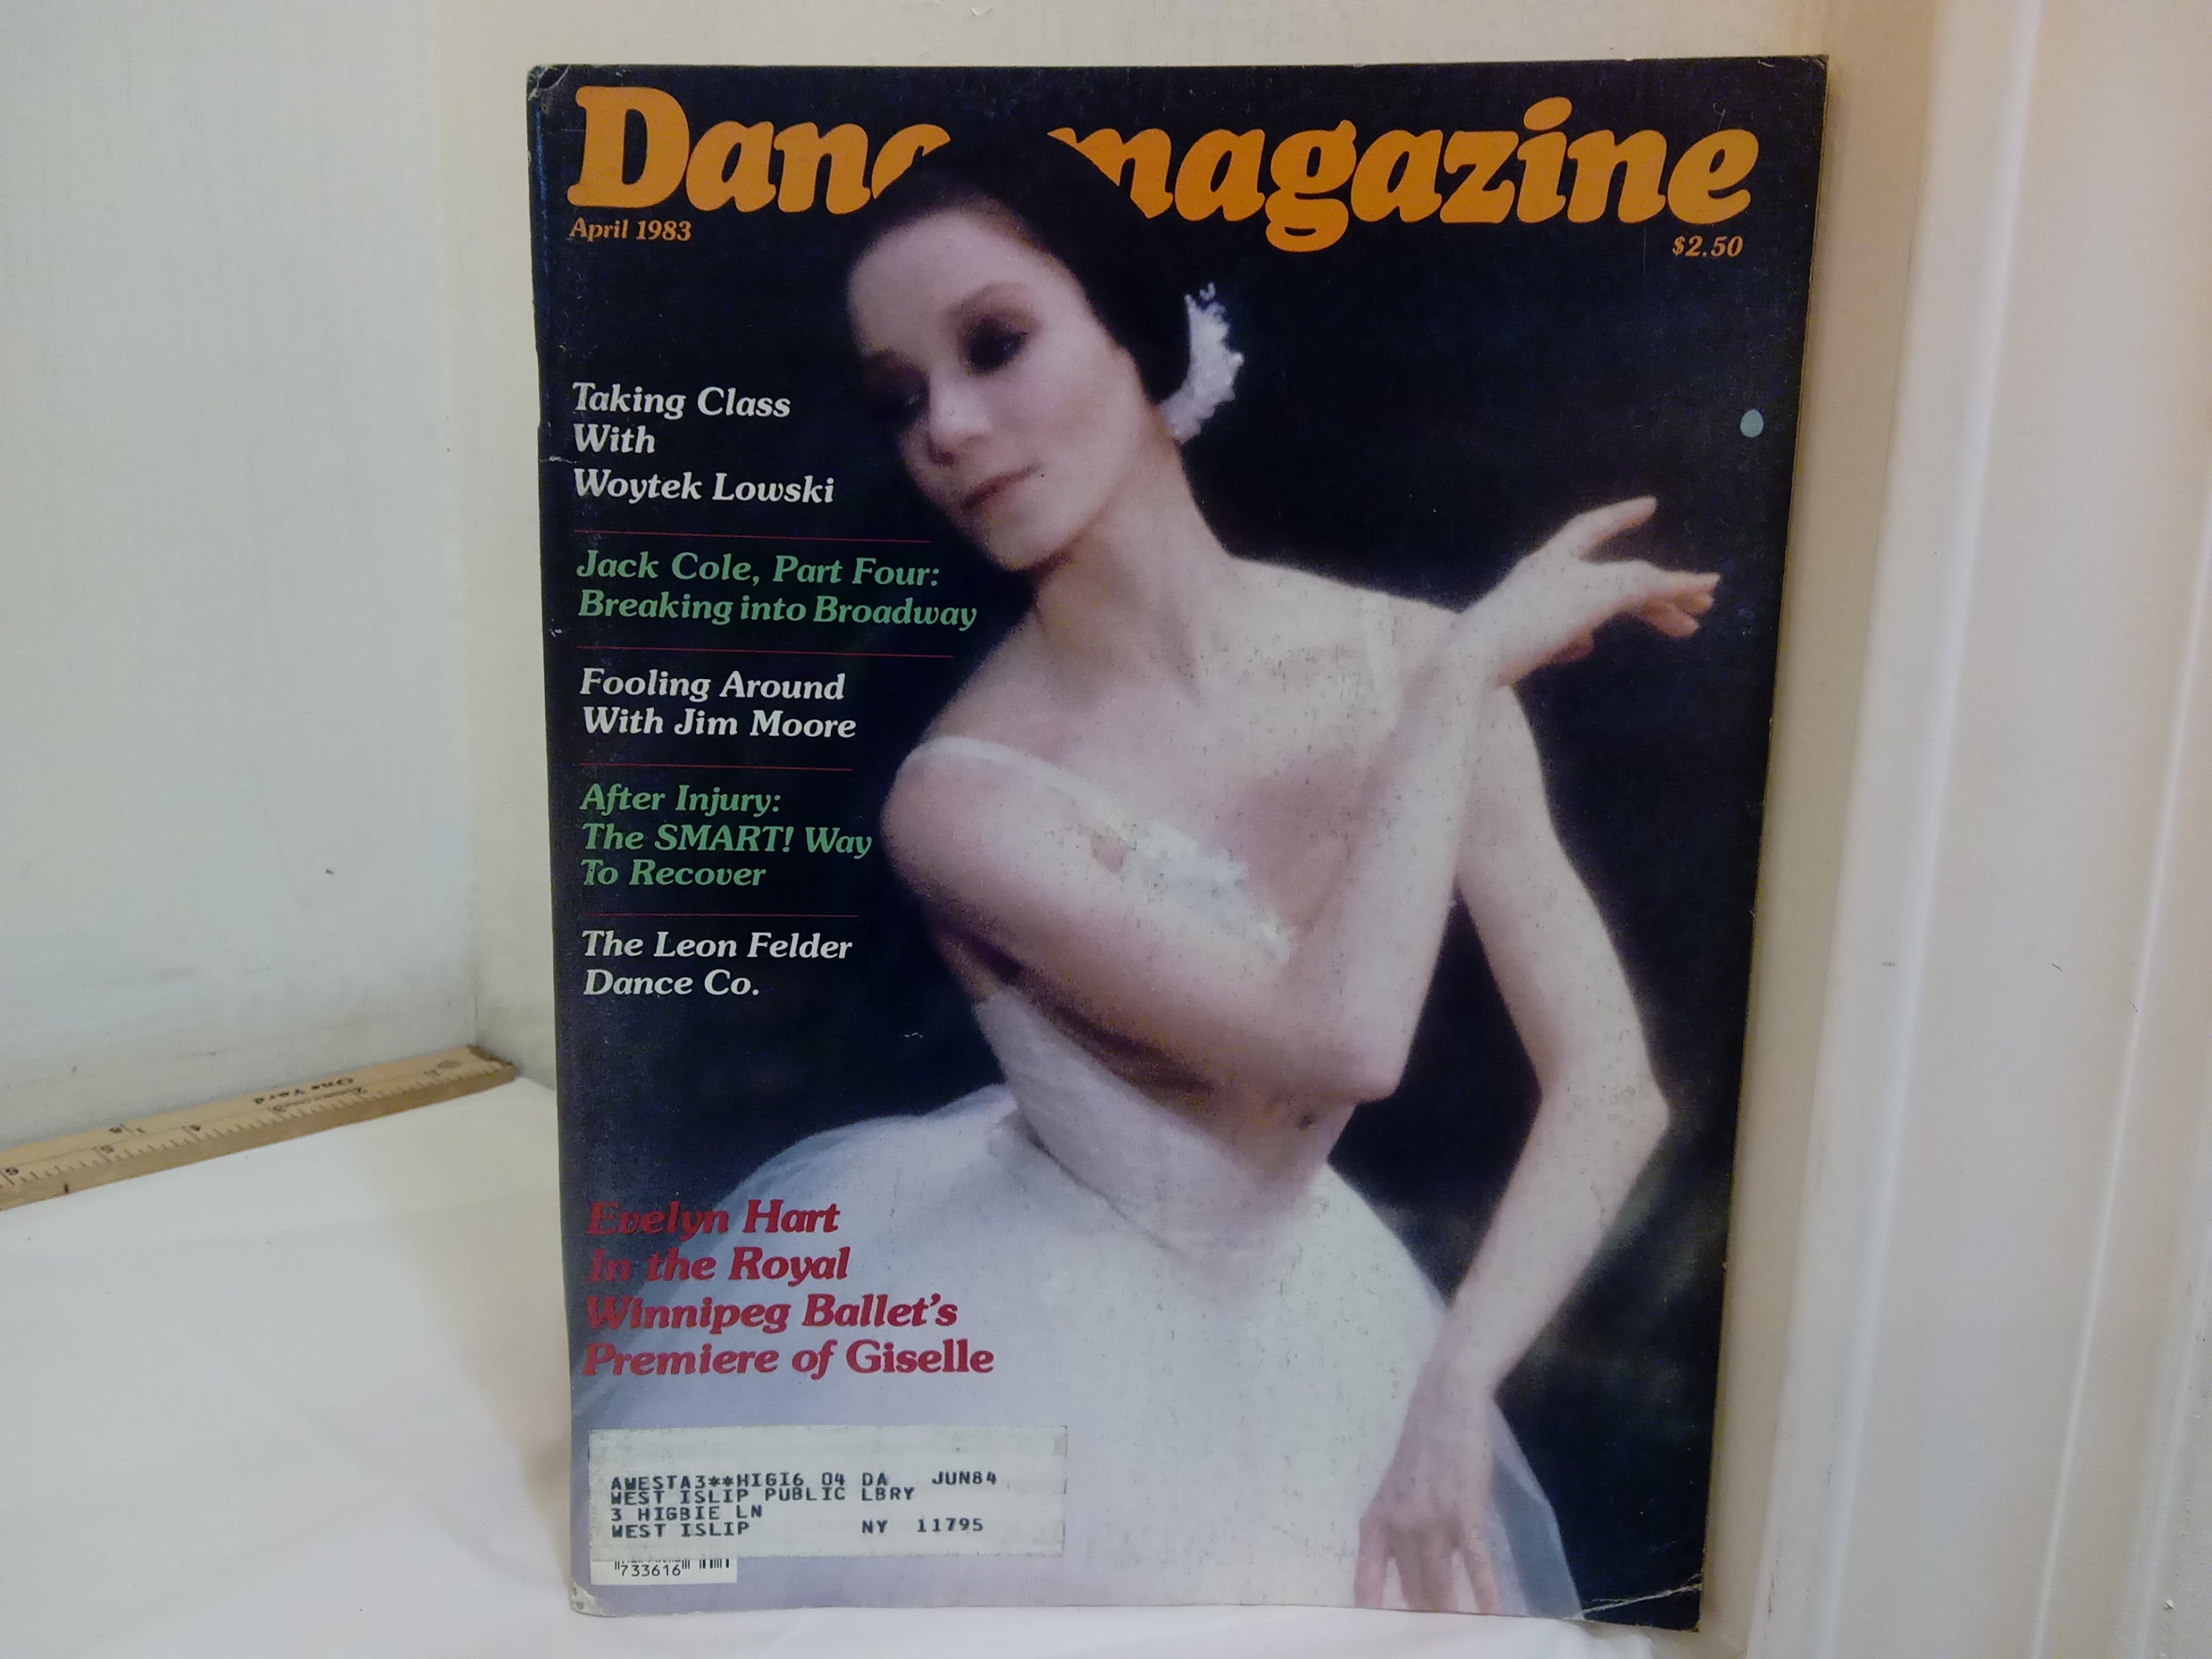 Dance magazine
April 1983
$2.50
Taking Class
With
Woytek Lowski
Jack Cole, Part Four:
Breaking into Broadway
Fooling Around
With Jim Moore
After Injury:
The SMART! Way
To Recover
The Leon Felder
Dance Co.
Evelyn Hart
In the Royal
Winnipeg Ballet's
Premiere of Giselle
AWESTA3**HIGI6 04 DA JUN84
WEST ISLIP PUBLIC LBRY
3 HIGBIE LN
WEST ISLIP NY 11795
733616
One Yard